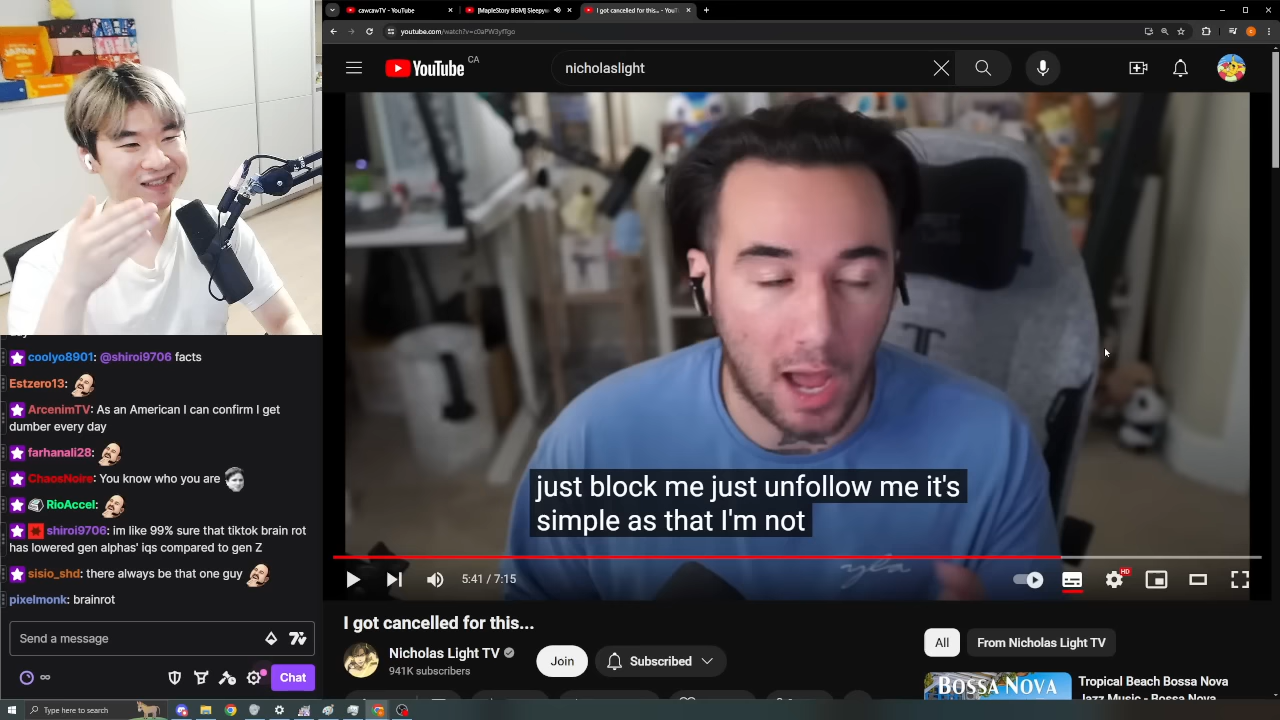 cawcawTV - YouTube
[MapleStory BGM] Sleepyw
I got cancelled for this... - YouT
youtube.com/watch?v=
YouTube CA
nicholaslight
just block me just unfollow me it's
simple as that I'm not
5:41 / 7:15
HD
I got cancelled for this...
Nicholas Light TV
941K subscribers
Join
Subscribed
All
From Nicholas Light TV
BOSSA NOVA
Tropical Beach Bossa Nova
Jazz Music - Bossa Nova
coolyo8901: @shiroi9706 facts
Estzero13:
ArcenimTV: As an American I can confirm I get
dumber every day
farhanali28:
ChaosNoire: You know who you are
RioAccel:
shiroi9706: im like 99% sure that tiktok brain rot
has lowered gen alphas' iqs compared to gen Z
sisio_shd: there always be that one guy
pixelmonk: brainrot
Send a message
Chat
Type here to search